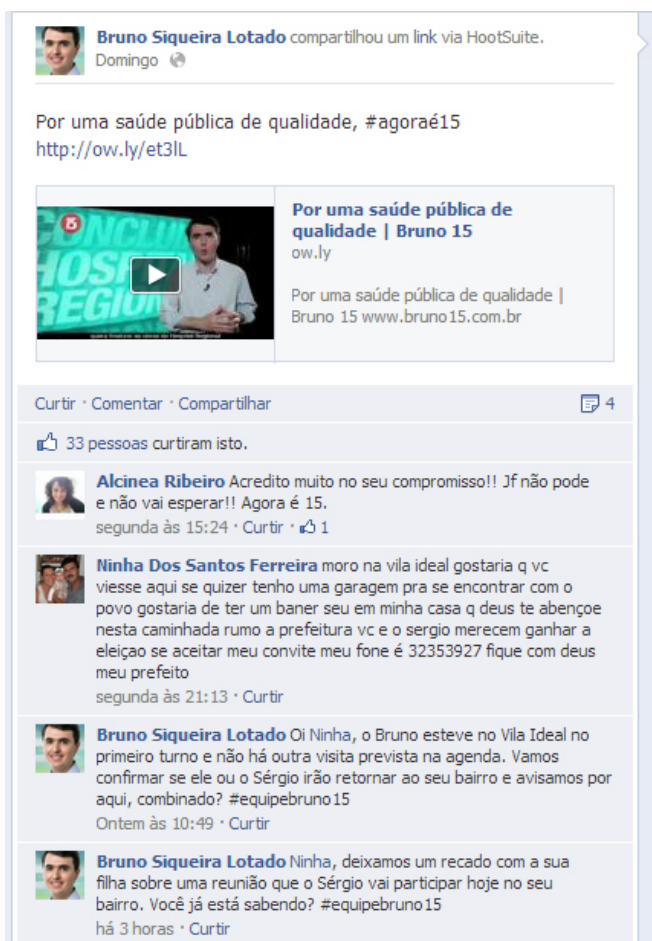 Bruno Siqueira Lotado compartilhou um link via HootSuite.
Domingo
Por uma saúde pública de qualidade, #agoraé15
http://ow.ly/et3lL
15
CONCLUI
HOSP
REGION
Por uma saúde pública de
qualidade | Bruno 15
ow.ly
Por uma saúde pública de qualidade |
Bruno 15 www.bruno15.com.br
Curtir · Comentar · Compartilhar
4
33 pessoas curtiram isto.
Alcinea Ribeiro Acredito muito no seu compromisso!! Jf não pode
e não vai esperar!! Agora é 15.
segunda às 15:24 · Curtir · 1
Ninha Dos Santos Ferreira moro na vila ideal gostaria q vc
viesse aqui se quizer tenho uma garagem pra se encontrar com o
povo gostaria de ter um baner seu em minha casa q deus te abençoe
nesta caminhada rumo a prefeitura vc e o sergio merecem ganhar a
eleiçao se aceitar meu convite meu fone é 32353927 fique com deus
meu prefeito
segunda às 21:13 · Curtir
Bruno Siqueira Lotado Oi Ninha, o Bruno esteve no Vila Ideal no
primeiro turno e não há outra visita prevista na agenda. Vamos
confirmar se ele ou o Sérgio irão retornar ao seu bairro e avisamos por
aqui, combinado? #equipebruno15
Ontem às 10:49 · Curtir
Bruno Siqueira Lotado Ninha, deixamos um recado com a sua
filha sobre uma reunião que o Sérgio vai participar hoje no seu
bairro. Você já está sabendo? #equipebruno15
há 3 horas · Curtir